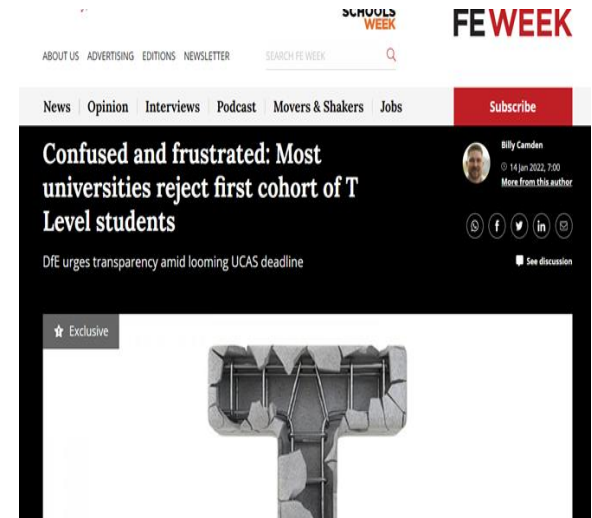 SCHOOLS
WEEK
FE WEEK
ABOUT US ADVERTISING EDITIONS NEWSLETTER
SEARCH FE WEEK
News Opinion Interviews Podcast Movers & Shakers Jobs
Subscribe
Confused and frustrated: Most
universities reject first cohort of T
Level students
DfE urges transparency amid looming UCAS deadline
Billy Camden
14 Jan 2022, 7:00
More from this author
See discussion
Exclusive
T